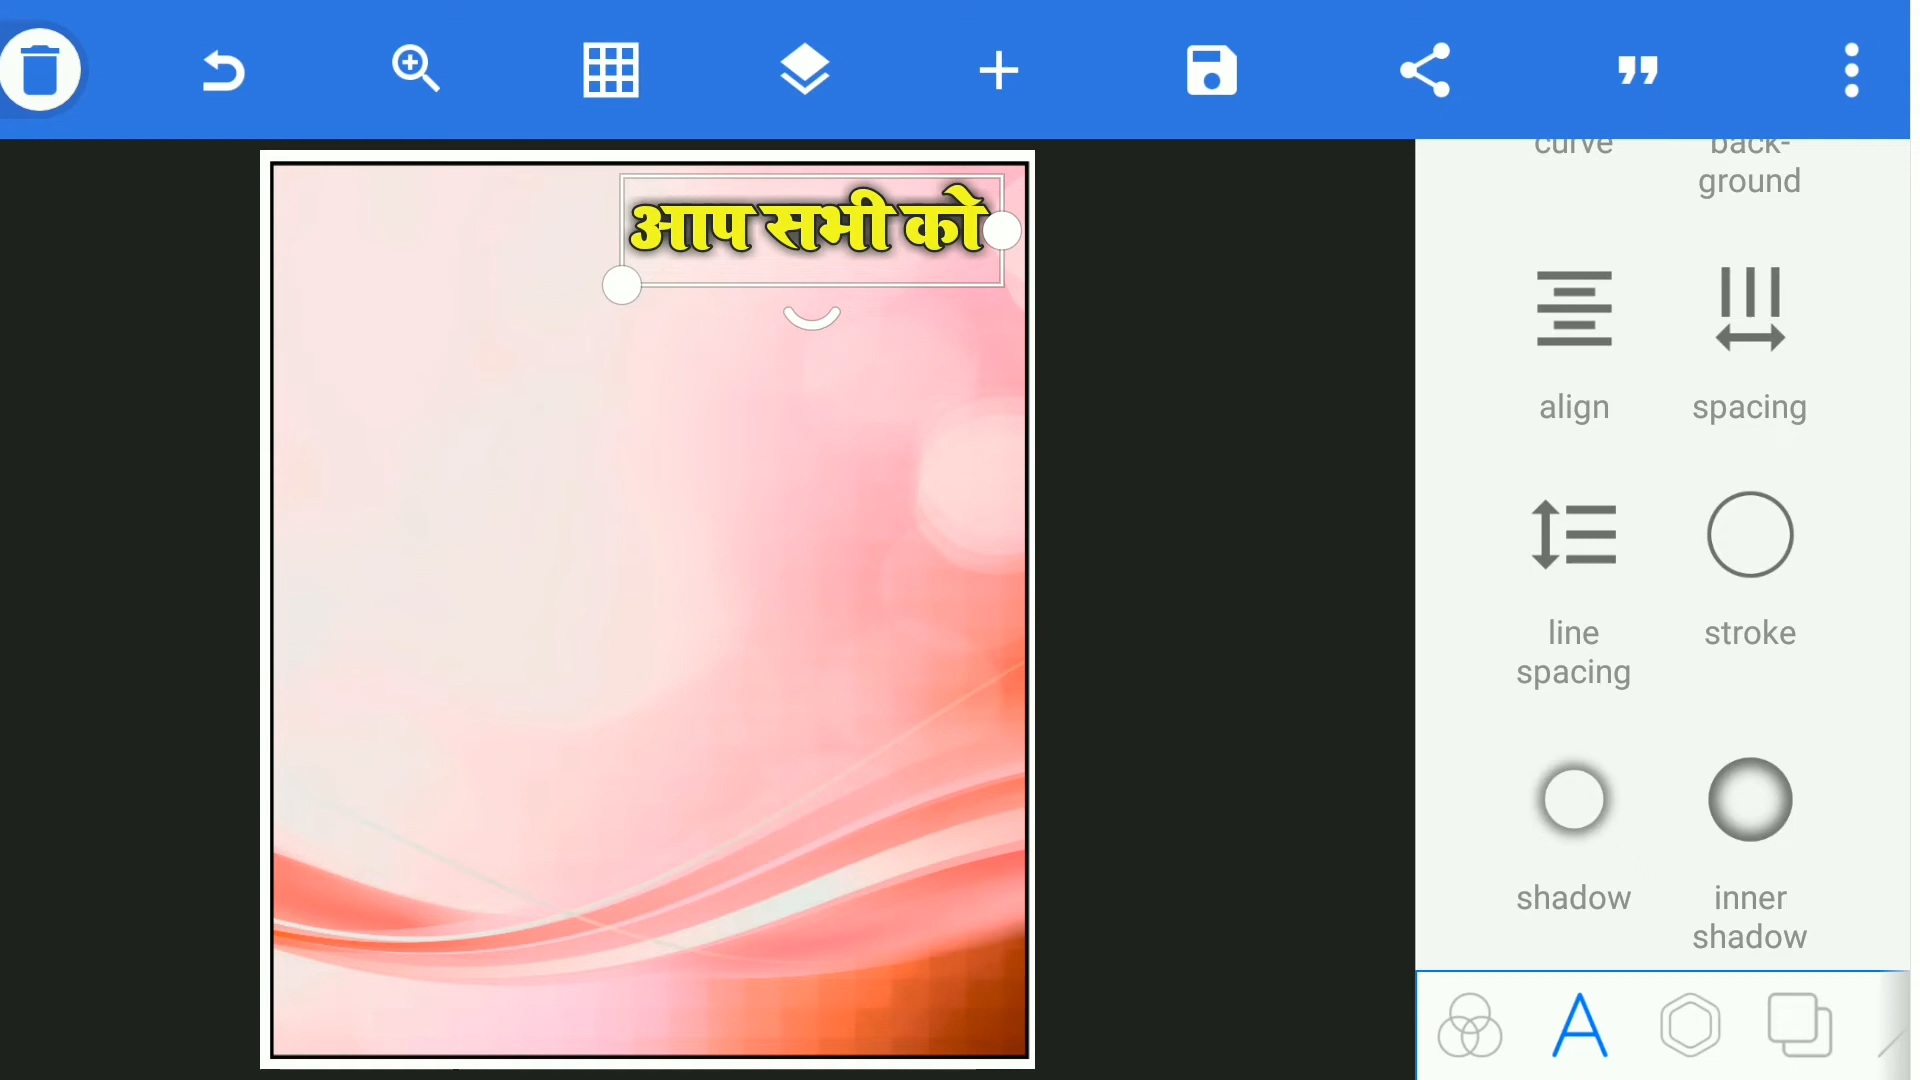 आप सभी को
curve
back-
ground
align
spacing
line
spacing
stroke
shadow
inner
shadow